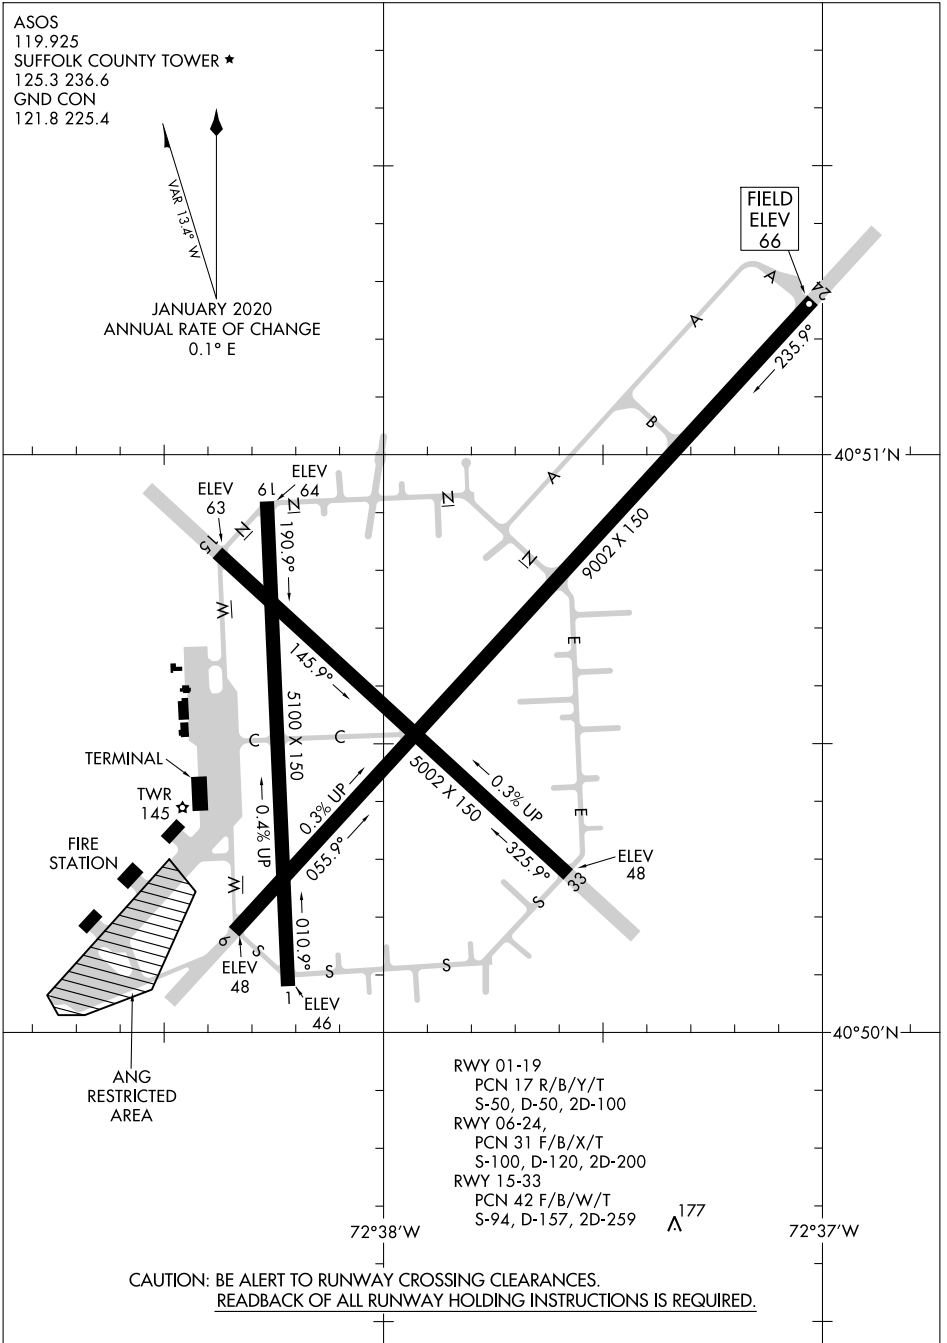 ASOS
119.925
SUFFOLK COUNTY TOWER ★
125.3 236.6
GND CON
121.8 225.4
VAR 13.4° W
JANUARY 2020
ANNUAL RATE OF CHANGE
0.1° E
FIELD
ELEV
66
A
24
A
235.9°
B
40°51'N
A
ELEV
63
19
ELEV
64
N
N
N
15
190.9°
9002 X 150
N
W
E
145.9°
5100 X 150
C
C
TERMINAL
5002 X 150
0.3% UP
TWR
145
0.3% UP
0.4% UP
E
FIRE
STATION
055.9°
325.9°
ELEV
48
33
W
S
6
S
010.9°
ELEV
48
S
S
1
ELEV
46
40°50'N
ANG
RESTRICTED
AREA
RWY 01-19
PCN 17 R/B/Y/T
S-50, D-50, 2D-100
RWY 06-24,
PCN 31 F/B/X/T
S-100, D-120, 2D-200
RWY 15-33
PCN 42 F/B/W/T
S-94, D-157, 2D-259
177
72°38'W
72°37'W
CAUTION: BE ALERT TO RUNWAY CROSSING CLEARANCES.
READBACK OF ALL RUNWAY HOLDING INSTRUCTIONS IS REQUIRED.